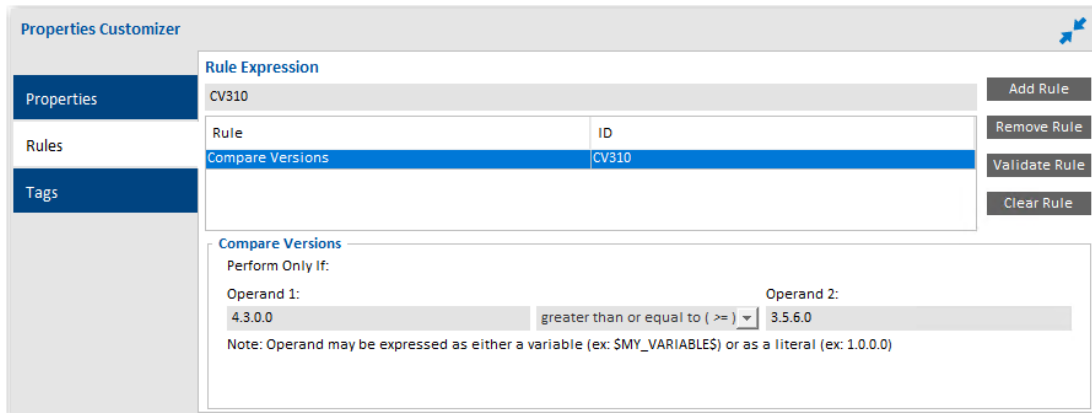 Properties Customizer
Properties
Rules
Tags
Rule Expression
CV310
Rule ID
Compare Versions CV310
Add Rule
Remove Rule
Validate Rule
Clear Rule
Compare Versions
Perform Only If:
Operand 1: Operand 2:
4.3.0.0 greater than or equal to ( >= ) 3.5.6.0
Note: Operand may be expressed as either a variable (ex: $MY_VARIABLE$) or as a literal (ex: 1.0.0.0)